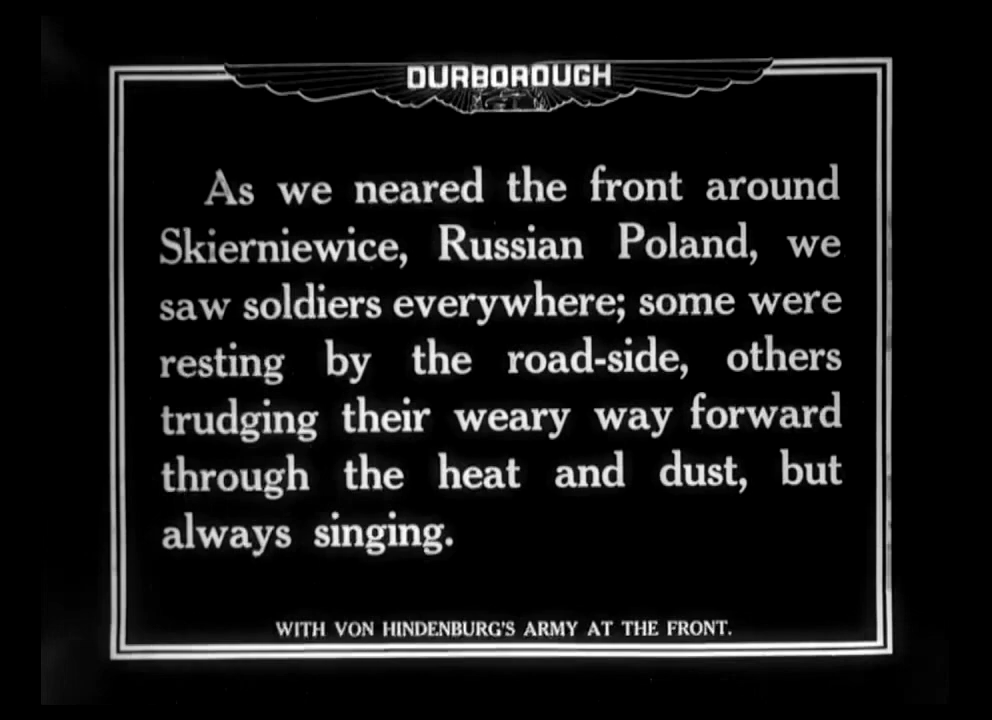 DURBOROUGH
As we neared the front around
Skierniewice, Russian Poland, we
saw soldiers everywhere; some were
resting by the road-side, others
trudging their weary way forward
through the heat and dust, but
always singing.
WITH VON HINDENBURG'S ARMY AT THE FRONT.